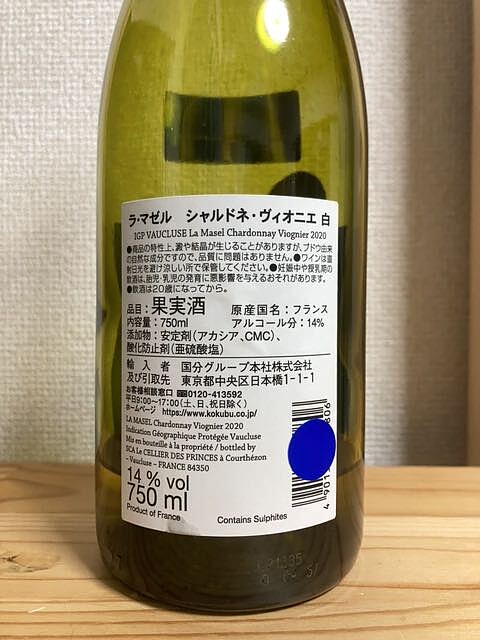 ラ・マゼル シャルドネ・ヴィオニエ 白
IGP VAUCLUSE La Masel Chardonnay Viognier 2020
●商品の特性上、澱や結晶が生じることがありますが、ブドウ由来
の自然な成分ですので、品質に問題はありません。●ワインは直
射日光を避け涼しい所で保管してください。●妊娠中や授乳期の
飲酒は、胎児・乳児の発育に悪影響を与えるおそれがあります。
●飲酒は20歳になってから。
品目：果実酒 原産国名：フランス
内容量：750ml アルコール分：14%
添加物：安定剤(アカシア、CMC)、
酸化防止剤(亜硫酸塩)
輸入者 国分グループ本社株式会社
及び引取先 東京都中央区日本橋1-1-1
お客様相談窓口 0120-413592
平日9:00～17:00(土、日、祝日除く)
ホームページ https://www.kokubu.co.jp/
LA MASEL Chardonnay Viognier 2020
Indication Géographique Protégée Vaucluse
Mis en bouteille à la propriété / bottled by
SCA Le CELLIER DES PRINCES à Courthézon
- Vaucluse - FRANCE 84350
14 % vol
750 ml
Product of France
Contains Sulphites
4 901
806